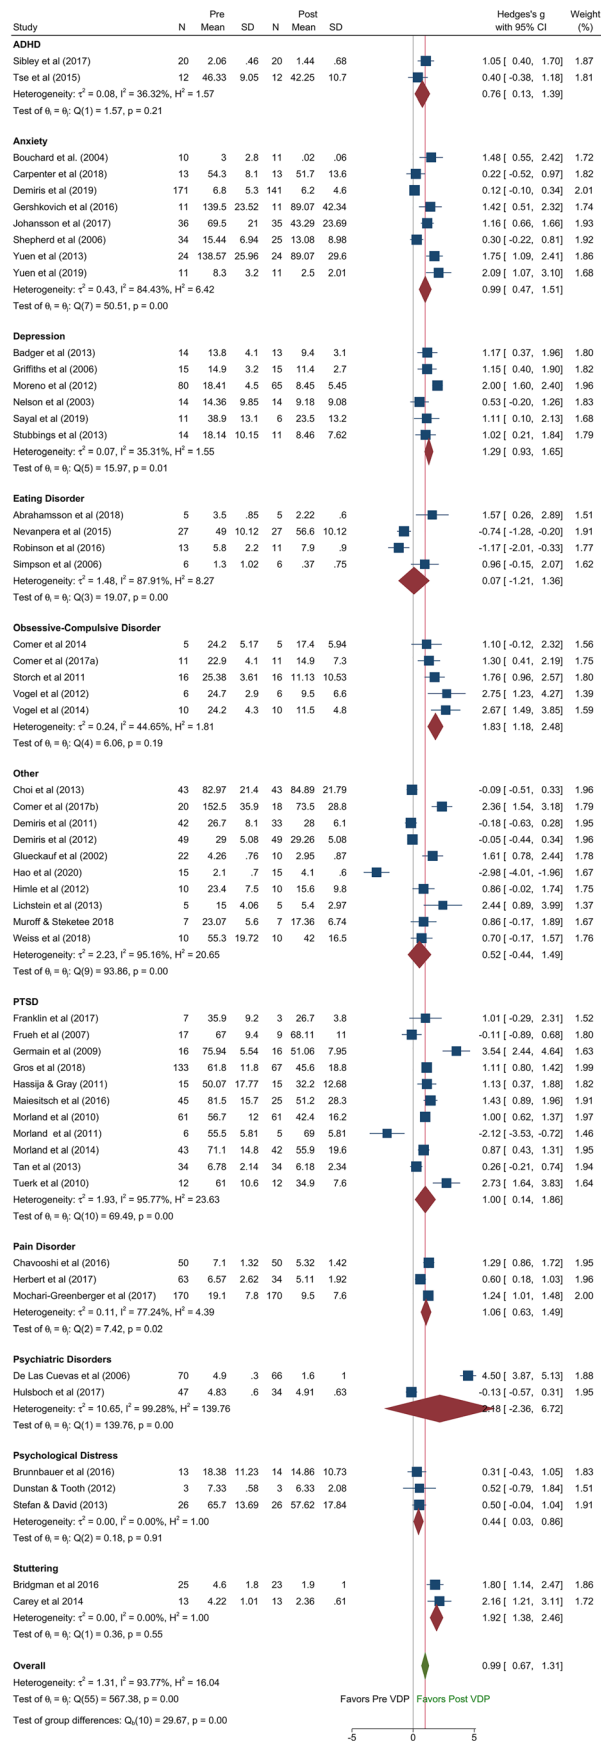 Pre Post Hedges's g Weight
Study N Mean SD N Mean SD with 95% CI (%)
ADHD
Sibley et al (2017) 20 2.06 .46 20 1.44 .68 1.05 [ 0.40, 1.70] 1.87
Tse et al (2015) 12 46.33 9.05 12 42.25 10.7 0.40 [ -0.38, 1.18] 1.81
Heterogeneity: τ² = 0.08, I² = 36.32%, H² = 1.57 0.76 [ 0.13, 1.39]
Test of θi = θj: Q(1) = 1.57, p = 0.21
Anxiety
Bouchard et al. (2004) 10 3 2.8 11 .02 .06 1.48 [ 0.55, 2.42] 1.72
Carpenter et al (2018) 13 54.3 8.1 13 51.7 13.6 0.22 [ -0.52, 0.97] 1.82
Demiris et al (2019) 171 6.8 5.3 141 6.2 4.6 0.12 [ -0.10, 0.34] 2.01
Gershkovich et al (2016) 11 139.5 23.52 11 89.07 42.34 1.42 [ 0.51, 2.32] 1.74
Johansson et al (2017) 36 69.5 21 35 43.29 23.69 1.16 [ 0.66, 1.66] 1.93
Shepherd et al (2006) 34 15.44 6.94 25 13.08 8.98 0.30 [ -0.22, 0.81] 1.92
Yuen et al (2013) 24 138.57 25.96 24 89.07 29.6 1.75 [ 1.09, 2.41] 1.86
Yuen et al (2019) 11 8.3 3.2 11 2.5 2.01 2.09 [ 1.07, 3.10] 1.68
Heterogeneity: τ² = 0.43, I² = 84.43%, H² = 6.42 0.99 [ 0.47, 1.51]
Test of θi = θj: Q(7) = 50.51, p = 0.00
Depression
Badger et al (2013) 14 13.8 4.1 13 9.4 3.1 1.17 [ 0.37, 1.96] 1.80
Griffiths et al (2006) 15 14.9 3.2 15 11.4 2.7 1.15 [ 0.40, 1.90] 1.82
Moreno et al (2012) 80 18.41 4.5 65 8.45 5.45 2.00 [ 1.60, 2.40] 1.96
Nelson et al (2003) 14 14.36 9.85 14 9.18 9.08 0.53 [ -0.20, 1.26] 1.83
Sayal et al (2019) 11 38.9 13.1 6 23.5 13.2 1.11 [ 0.10, 2.13] 1.68
Stubbings et al (2013) 14 18.14 10.15 11 8.46 7.62 1.02 [ 0.21, 1.84] 1.79
Heterogeneity: τ² = 0.07, I² = 35.31%, H² = 1.55 1.29 [ 0.93, 1.65]
Test of θi = θj: Q(5) = 15.97, p = 0.01
Eating Disorder
Abrahamsson et al (2018) 5 3.5 .85 5 2.22 .6 1.57 [ 0.26, 2.89] 1.51
Nevanpera et al (2015) 27 49 10.12 27 56.6 10.12 -0.74 [ -1.28, -0.20] 1.91
Robinson et al (2016) 13 5.8 2.2 11 7.9 .9 -1.17 [ -2.01, -0.33] 1.77
Simpson et al (2006) 6 1.3 1.02 6 .37 .75 0.96 [ -0.15, 2.07] 1.62
Heterogeneity: τ² = 1.48, I² = 87.91%, H² = 8.27 0.07 [ -1.21, 1.36]
Test of θi = θj: Q(3) = 19.07, p = 0.00
Obsessive-Compulsive Disorder
Comer et al 2014 5 24.2 5.17 5 17.4 5.94 1.10 [ -0.12, 2.32] 1.56
Comer et al (2017a) 11 22.9 4.1 11 14.9 7.3 1.30 [ 0.41, 2.19] 1.75
Storch et al 2011 16 25.38 3.61 16 11.13 10.53 1.76 [ 0.96, 2.57] 1.80
Vogel et al (2012) 6 24.7 2.9 6 9.5 6.6 2.75 [ 1.23, 4.27] 1.39
Vogel et al (2014) 10 24.2 4.3 10 11.5 4.8 2.67 [ 1.49, 3.85] 1.59
Heterogeneity: τ² = 0.24, I² = 44.65%, H² = 1.81 1.83 [ 1.18, 2.48]
Test of θi = θj: Q(4) = 6.06, p = 0.19
Other
Choi et al (2013) 43 82.97 21.4 43 84.89 21.79 -0.09 [ -0.51, 0.33] 1.96
Comer et al (2017b) 20 152.5 35.9 18 73.5 28.8 2.36 [ 1.54, 3.18] 1.79
Demiris et al (2011) 42 26.7 8.1 33 28 6.1 -0.18 [ -0.63, 0.28] 1.95
Demiris et al (2012) 49 29 5.08 49 29.26 5.08 -0.05 [ -0.44, 0.34] 1.96
Glueckauf et al (2002) 22 4.26 .76 10 2.95 .87 1.61 [ 0.78, 2.44] 1.78
Hao et al (2020) 15 2.1 .7 15 4.1 .6 -2.98 [ -4.01, -1.96] 1.67
Himle et al (2012) 10 23.4 7.5 10 15.6 9.8 0.86 [ -0.02, 1.74] 1.75
Lichstein et al (2013) 5 15 4.06 5 5.4 2.97 2.44 [ 0.89, 3.99] 1.37
Muroff & Steketee 2018 7 23.07 5.6 7 17.36 6.74 0.86 [ -0.17, 1.89] 1.67
Weiss et al (2018) 10 55.3 19.72 10 42 16.5 0.70 [ -0.17, 1.57] 1.76
Heterogeneity: τ² = 2.23, I² = 95.16%, H² = 20.65 0.52 [ -0.44, 1.49]
Test of θi = θj: Q(9) = 93.86, p = 0.00
PTSD
Franklin et al (2017) 7 35.9 9.2 3 26.7 3.8 1.01 [ -0.29, 2.31] 1.52
Frueh et al (2007) 17 67 9.4 9 68.11 11 -0.11 [ -0.89, 0.68] 1.80
Germain et al (2009) 16 75.94 5.54 16 51.06 7.95 3.54 [ 2.44, 4.64] 1.63
Gros et al (2018) 133 61.8 11.8 67 45.6 18.8 1.11 [ 0.80, 1.42] 1.99
Hassija & Gray (2011) 15 50.07 17.77 15 32.2 12.68 1.13 [ 0.37, 1.88] 1.82
Maiesitsch et al (2016) 45 81.5 15.7 25 51.2 28.3 1.43 [ 0.89, 1.96] 1.91
Morland et al (2010) 61 56.7 12 61 42.4 16.2 1.00 [ 0.62, 1.37] 1.97
Morland et al (2011) 6 55.5 5.81 5 69 5.81 -2.12 [ -3.53, -0.72] 1.46
Morland et al (2014) 43 71.1 14.8 42 55.9 19.6 0.87 [ 0.43, 1.31] 1.95
Tan et al (2013) 34 6.78 2.14 34 6.18 2.34 0.26 [ -0.21, 0.74] 1.94
Tuerk et al (2010) 12 61 10.6 12 34.9 7.6 2.73 [ 1.64, 3.83] 1.64
Heterogeneity: τ² = 1.93, I² = 95.77%, H² = 23.63 1.00 [ 0.14, 1.86]
Test of θi = θj: Q(10) = 69.49, p = 0.00
Pain Disorder
Chavooshi et al (2016) 50 7.1 1.32 50 5.32 1.42 1.29 [ 0.86, 1.72] 1.95
Herbert et al (2017) 63 6.57 2.62 34 5.11 1.92 0.60 [ 0.18, 1.03] 1.96
Mochari-Greenberger et al (2017) 170 19.1 7.8 170 9.5 7.6 1.24 [ 1.01, 1.48] 2.00
Heterogeneity: τ² = 0.11, I² = 77.24%, H² = 4.39 1.06 [ 0.63, 1.49]
Test of θi = θj: Q(2) = 7.42, p = 0.02
Psychiatric Disorders
De Las Cuevas et al (2006) 70 4.9 .3 66 1.6 1 4.50 [ 3.87, 5.13] 1.88
Hulsboch et al (2017) 47 4.83 .6 34 4.91 .63 -0.13 [ -0.57, 0.31] 1.95
Heterogeneity: τ² = 10.65, I² = 99.28%, H² = 139.76 2.18 [ -2.36, 6.72]
Test of θi = θj: Q(1) = 139.76, p = 0.00
Psychological Distress
Brunnbauer et al (2016) 13 18.38 11.23 14 14.86 10.73 0.31 [ -0.43, 1.05] 1.83
Dunstan & Tooth (2012) 3 7.33 .58 3 6.33 2.08 0.52 [ -0.79, 1.84] 1.51
Stefan & David (2013) 26 65.7 13.69 26 57.62 17.84 0.50 [ -0.04, 1.04] 1.91
Heterogeneity: τ² = 0.00, I² = 0.00%, H² = 1.00 0.44 [ 0.03, 0.86]
Test of θi = θj: Q(2) = 0.18, p = 0.91
Stuttering
Bridgman et al 2016 25 4.6 1.8 23 1.9 1 1.80 [ 1.14, 2.47] 1.86
Carey et al 2014 13 4.22 1.01 13 2.36 .61 2.16 [ 1.21, 3.11] 1.72
Heterogeneity: τ² = 0.00, I² = 0.00%, H² = 1.00 1.92 [ 1.38, 2.46]
Test of θi = θj: Q(1) = 0.36, p = 0.55
Overall 0.99 [ 0.67, 1.31]
Heterogeneity: τ² = 1.31, I² = 93.77%, H² = 16.04
Test of θi = θj: Q(55) = 567.38, p = 0.00 Favors Pre VDP Favors Post VDP
Test of group differences: Qb(10) = 29.67, p = 0.00
-5 0 5